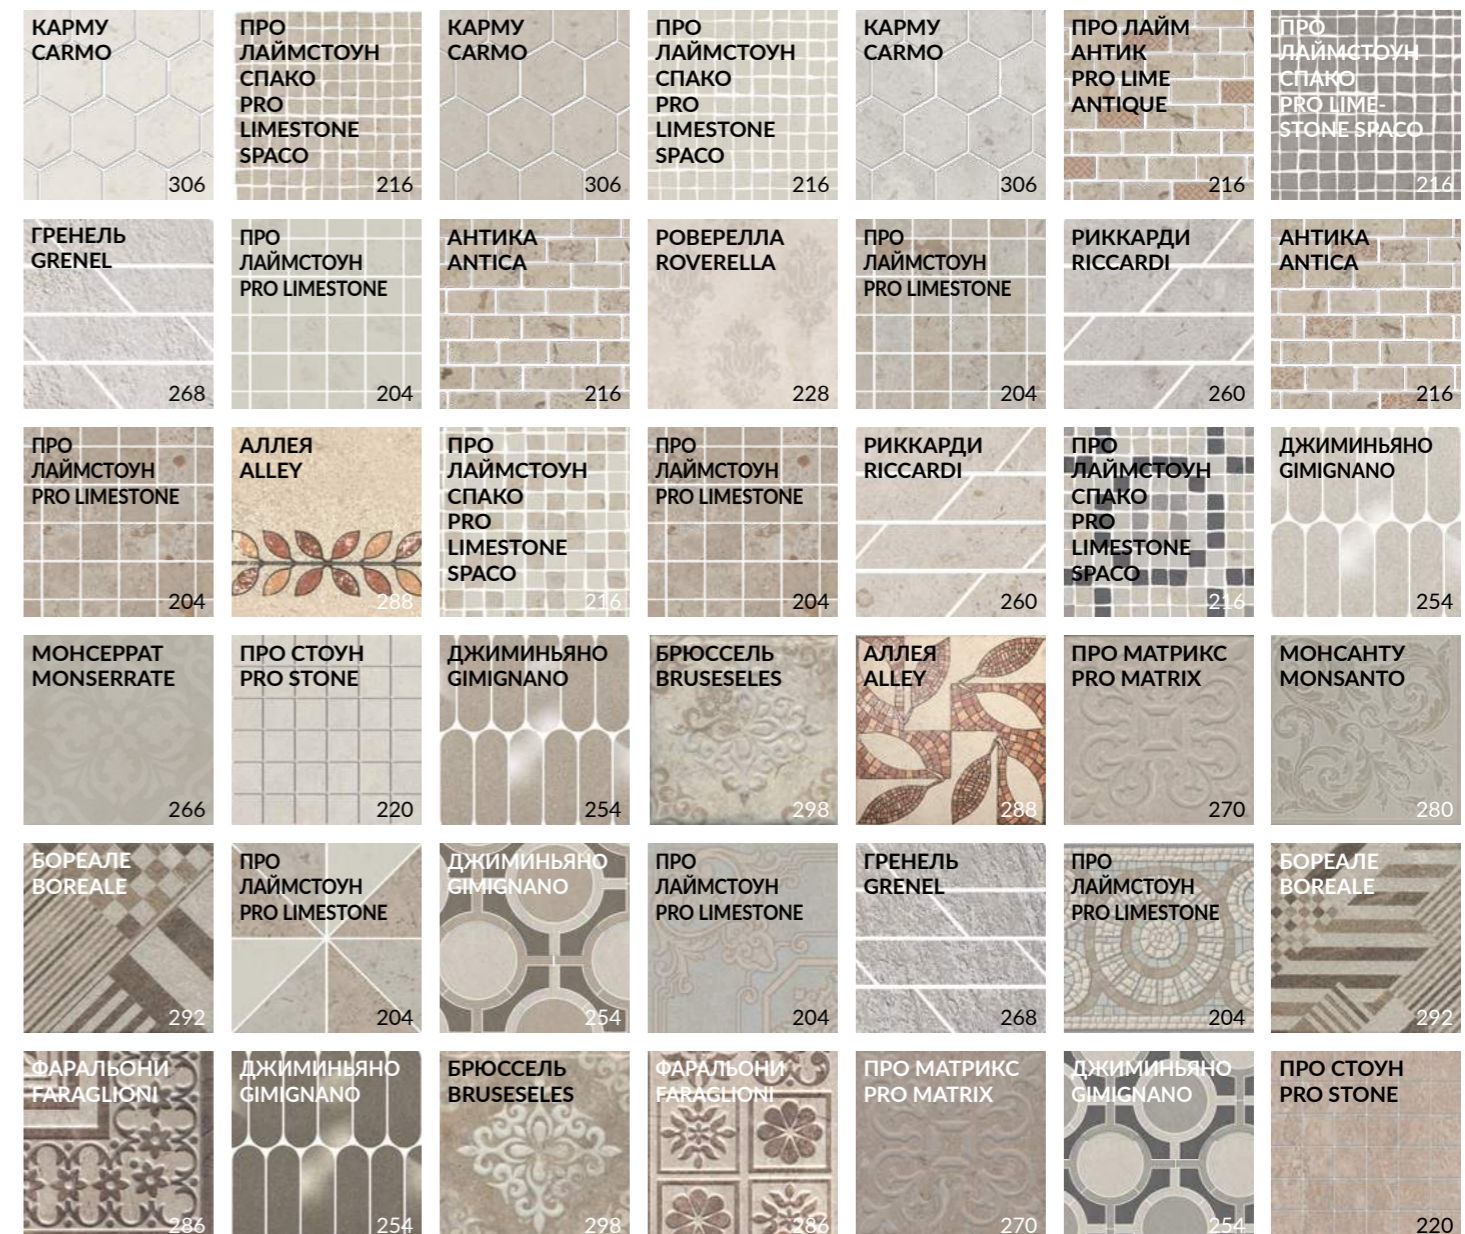 КАРМУ
CARMO
306
ПРО
ЛАЙМСТОУН
СПАКО
PRO
LIMESTONE
SPACO
216
КАРМУ
CARMO
306
ПРО
ЛАЙМСТОУН
СПАКО
PRO
LIMESTONE
SPACO
216
КАРМУ
CARMO
306
ПРО ЛАЙМ
АНТИК
PRO LIME
ANTIQUE
216
ПРО
ЛАЙМСТОУН
СПАКО
PRO LIME-
STONE SPACO
216
ГРЕНЕЛЬ
GRENEL
268
ПРО
ЛАЙМСТОУН
PRO LIMESTONE
204
АНТИКА
ANTICA
216
РОВЕРЕЛЛА
ROVERELLA
228
ПРО
ЛАЙМСТОУН
PRO LIMESTONE
204
РИККАРДИ
RICCARDI
260
АНТИКА
ANTICA
216
ПРО
ЛАЙМСТОУН
PRO LIMESTONE
204
АЛЛЕЯ
ALLEY
288
ПРО
ЛАЙМСТОУН
СПАКО
PRO
LIMESTONE
SPACO
216
ПРО
ЛАЙМСТОУН
PRO LIMESTONE
204
РИККАРДИ
RICCARDI
260
ПРО
ЛАЙМСТОУН
СПАКО
PRO
LIMESTONE
SPACO
216
ДЖИМИНЬЯНО
GIMIGNANO
254
МОНСЕРРАТ
MONSERRATE
266
ПРО СТОУН
PRO STONE
220
ДЖИМИНЬЯНО
GIMIGNANO
254
БРЮССЕЛЬ
BRUSESELES
298
АЛЛЕЯ
ALLEY
288
ПРО МАТРИКС
PRO MATRIX
270
МОНСАНТУ
MONSANTO
280
БОРЕАЛЕ
BOREALE
292
ПРО
ЛАЙМСТОУН
PRO LIMESTONE
204
ДЖИМИНЬЯНО
GIMIGNANO
254
ПРО
ЛАЙМСТОУН
PRO LIMESTONE
204
ГРЕНЕЛЬ
GRENEL
268
ПРО
ЛАЙМСТОУН
PRO LIMESTONE
204
БОРЕАЛЕ
BOREALE
292
ФАРАЛЬОНИ
FARAGLIONI
286
ДЖИМИНЬЯНО
GIMIGNANO
254
БРЮССЕЛЬ
BRUSESELES
298
ФАРАЛЬОНИ
FARAGLIONI
286
ПРО МАТРИКС
PRO MATRIX
270
ДЖИМИНЬЯНО
GIMIGNANO
254
ПРО СТОУН
PRO STONE
220